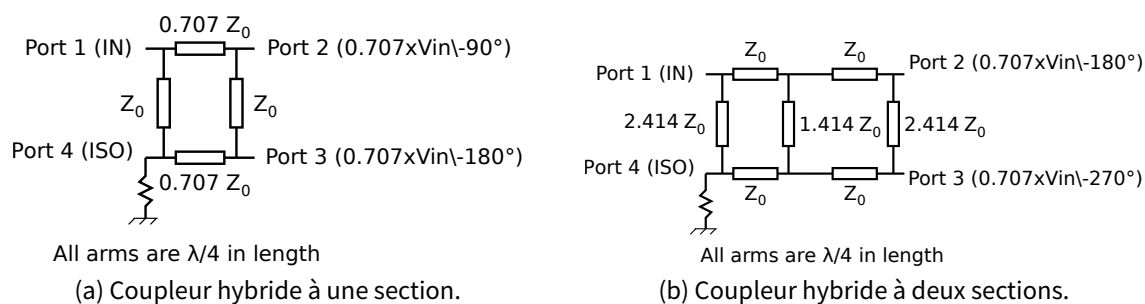 0.707 Z0
Port 1 (IN)
Port 2 (0.707xVin\-90°)
Z0
Z0
Port 4 (ISO)
Port 3 (0.707xVin\-180°)
0.707 Z0
All arms are λ/4 in length
(a) Coupleur hybride à une section.
Z0
Z0
Port 1 (IN)
Port 2 (0.707xVin\-180°)
2.414 Z0
1.414 Z0
2.414 Z0
Port 4 (ISO)
Port 3 (0.707xVin\-270°)
Z0
Z0
All arms are λ/4 in length
(b) Coupleur hybride à deux sections.